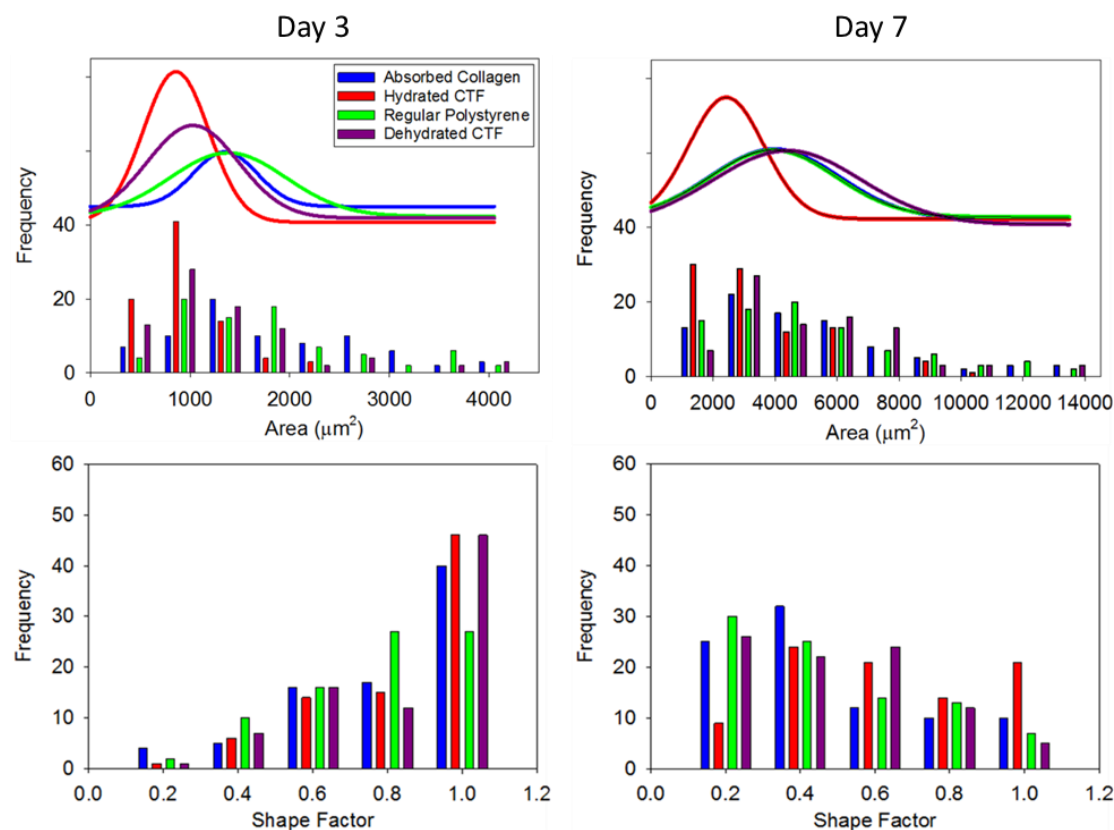 Day 3
Day 7
Absorbed Collagen
Hydrated CTF
Regular Polystyrene
Dehydrated CTF
Frequency
40
20
0
0 1000 2000 3000 4000
Area (μm²)
Frequency
40
20
0
0 2000 4000 6000 8000 10000 12000 14000
Area (μm²)
Frequency
60
50
40
30
20
10
0
0.0 0.2 0.4 0.6 0.8 1.0 1.2
Shape Factor
Frequency
60
50
40
30
20
10
0
0.0 0.2 0.4 0.6 0.8 1.0 1.2
Shape Factor